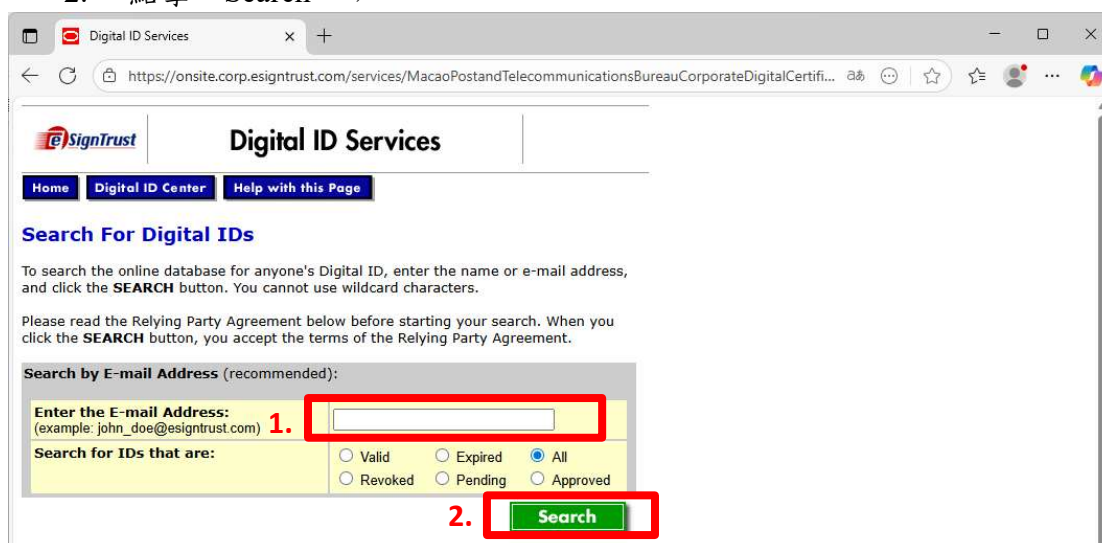 2. 點擊 "Search"，
Digital ID Services
https://onsite.corp.esigntrust.com/services/MacaoPostandTelecommunicationsBureauCorporateDigitalCertifi...
eSignTrust
Digital ID Services
Home Digital ID Center Help with this Page
Search For Digital IDs
To search the online database for anyone's Digital ID, enter the name or e-mail address,
and click the SEARCH button. You cannot use wildcard characters.
Please read the Relying Party Agreement below before starting your search. When you
click the SEARCH button, you accept the terms of the Relying Party Agreement.
Search by E-mail Address (recommended):
Enter the E-mail Address:
(example: john_doe@esigntrust.com) 1.
Search for IDs that are: Valid Expired All
Revoked Pending Approved
2. Search